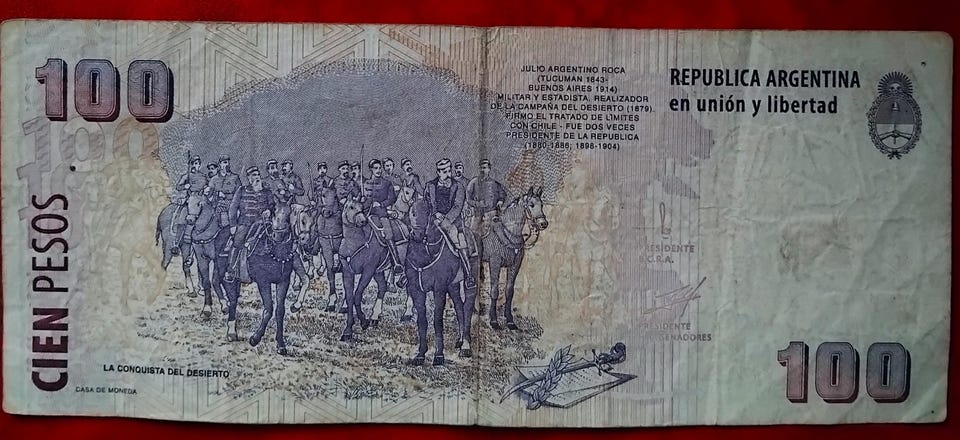 100
CIEN PESOS
JULIO ARGENTINO ROCA
(TUCUMAN 1843-
BUENOS AIRES 1914)
MILITAR Y ESTADISTA, REALIZADOR
DE LA CAMPAÑA DEL DESIERTO (1879).
FIRMO EL TRATADO DE LIMITES
CON CHILE - FUE DOS VECES
PRESIDENTE DE LA REPUBLICA
(1880-1886; 1898-1904)
REPUBLICA ARGENTINA
en unión y libertad
PRESIDENTE
B.C.R.A.
PRESIDENTE
SENADORES
LA CONQUISTA DEL DESIERTO
CASA DE MONEDA
100